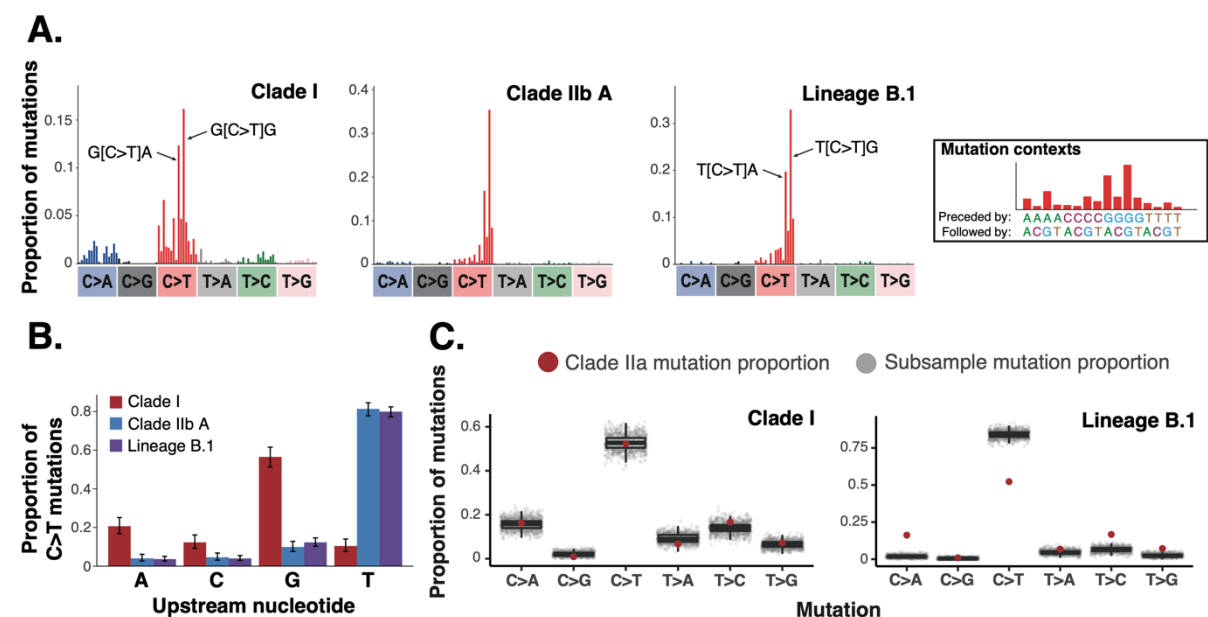 A.
Proportion of mutations
Clade I
0.15
0.1
0.05
0
G[C>T]G
G[C>T]A
C>A C>G C>T T>A T>C T>G
Clade IIb A
0.4
0.3
0.2
0.1
0
C>A C>G C>T T>A T>C T>G
Lineage B.1
0.3
0.2
0.1
0
T[C>T]G
T[C>T]A
C>A C>G C>T T>A T>C T>G
Mutation contexts
Preceded by: AAAACCCCGGGGTTTT
Followed by: ACGTACGTACGTACGT
B.
Proportion of
C>T mutations
0.8
0.6
0.4
0.2
0
Clade I
Clade IIb A
Lineage B.1
A C G T
Upstream nucleotide
C.
Clade IIa mutation proportion
Subsample mutation proportion
Proportion of mutations
Clade I
0.6
0.4
0.2
0
C>A C>G C>T T>A T>C T>G
Lineage B.1
0.75
0.5
0.25
0
C>A C>G C>T T>A T>C T>G
Mutation